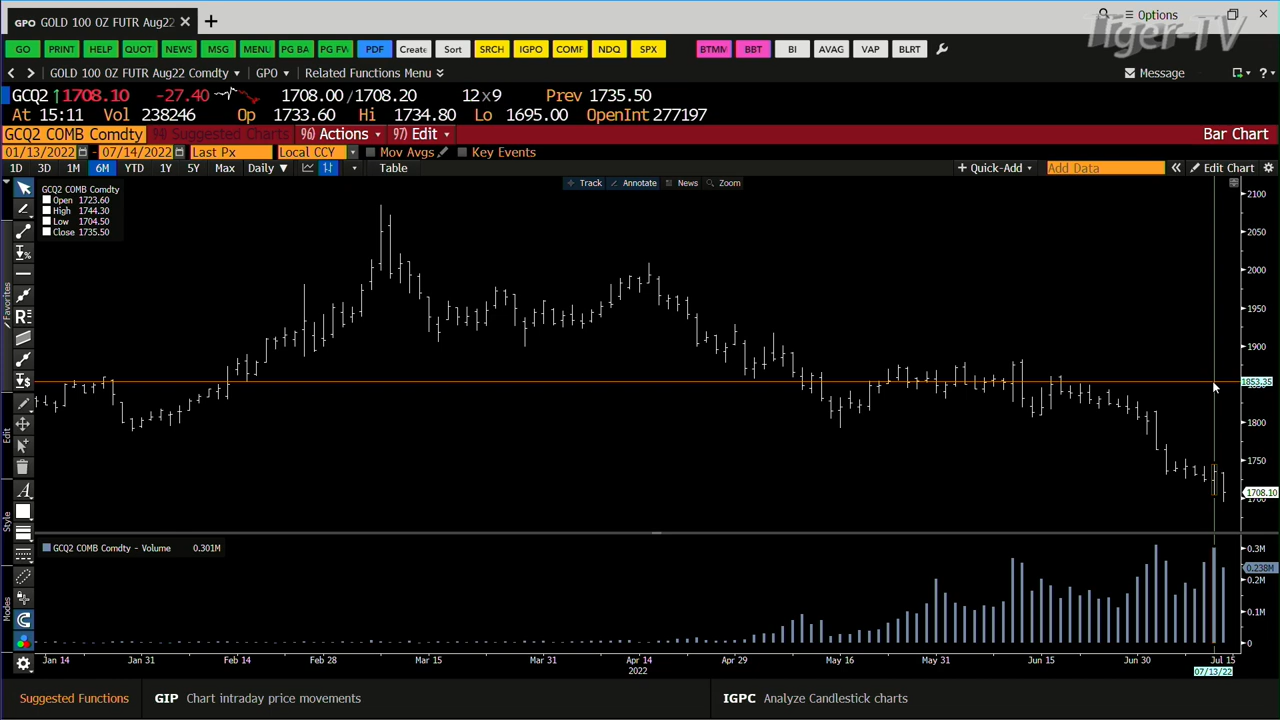 GPO GOLD 100 OZ FUTR Aug22 ✕ +
Options
Tiger-TV
GO PRINT HELP QUOT NEWS MSG MENU PG BA PG FW PDF Create Sort SRCH IGPO COMF NDQ SPX BTMM BBT BI AVAG VAP BLRT
GOLD 100 OZ FUTR Aug22 Comdty GPO Related Functions Menu Message ?
GCQ2 ↑1708.10 -27.40 1708.00/1708.20 12x9 Prev 1735.50
At 15:11 Vol 238246 Op 1733.60 Hi 1734.80 Lo 1695.00 OpenInt 277197
GCQ2 COMB Comdty 94) Suggested Charts 96) Actions 97) Edit Bar Chart
01/13/2022 - 07/14/2022 Last Px Local CCY Mov Avgs Key Events
1D 3D 1M 6M YTD 1Y 5Y Max Daily ▼ Table + Quick-Add Add Data « Edit Chart
Track Annotate News Zoom
GCQ2 COMB Comdty
Open 1723.60
High 1744.30
Low 1704.50
Close 1735.50
2100
2050
2000
1950
1900
1853.35
1800
1750
1708.10
1700
Favorites
Edit
Style
Modes
GCQ2 COMB Comdty - Volume 0.301M
0.3M
0.238M
0.2M
0.1M
0
Jan 14 Jan 31 Feb 14 Feb 28 Mar 15 Mar 31 Apr 14 Apr 29 May 16 May 31 Jun 15 Jun 30 Jul 15
2022
07/13/22
Suggested Functions GIP Chart intraday price movements IGPC Analyze Candlestick charts